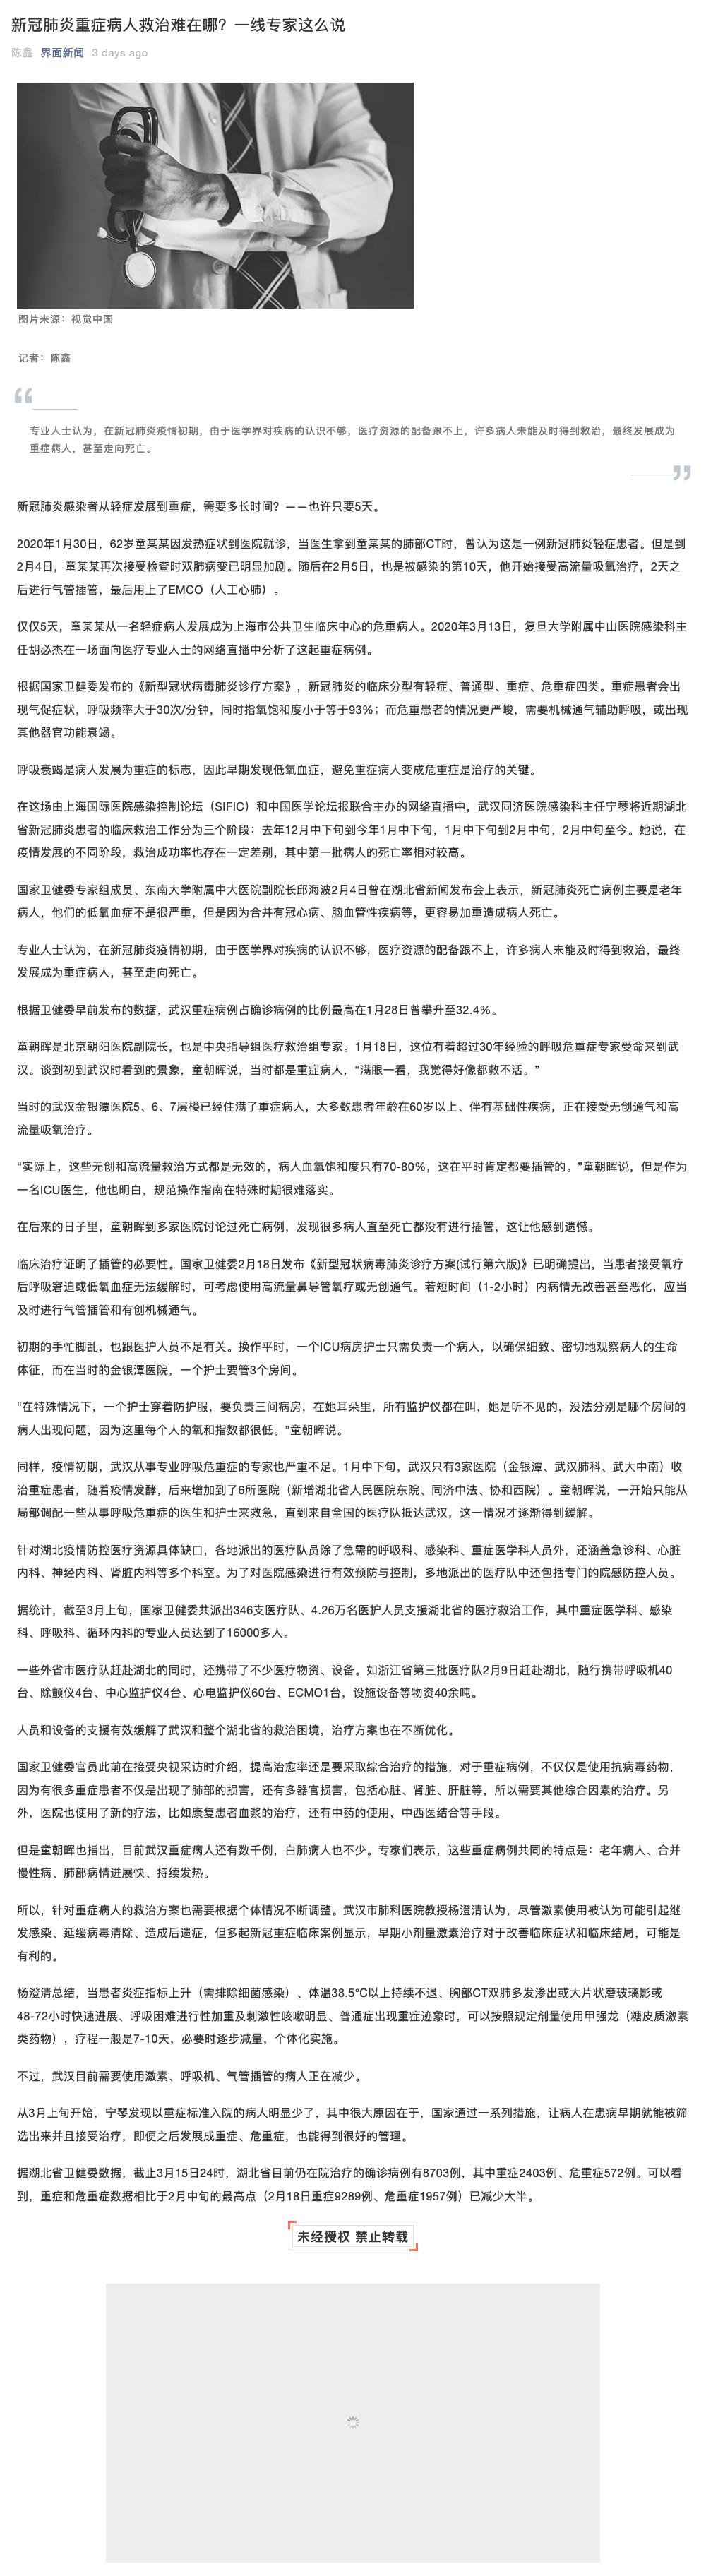 新冠肺炎重症病人救治难在哪？一线专家这么说
陈鑫 界面新闻 3 days ago
图片来源：视觉中国
记者：陈鑫
“
专业人士认为，在新冠肺炎疫情初期，由于医学界对疾病的认识不够，医疗资源的配备跟不上，许多病人未能及时得到救治，最终发展成为
重症病人，甚至走向死亡。
”
新冠肺炎感染者从轻症发展到重症，需要多长时间？——也许只要5天。
2020年1月30日，62岁童某某因发热症状到医院就诊，当医生拿到童某某的肺部CT时，曾认为这是一例新冠肺炎轻症患者。但是到
2月4日，童某某再次接受检查时双肺病变已明显加剧。随后在2月5日，也是被感染的第10天，他开始接受高流量吸氧治疗，2天之
后进行气管插管，最后用上了EMCO（人工心肺）。
仅仅5天，童某某从一名轻症病人发展成为上海市公共卫生临床中心的危重病人。2020年3月13日，复旦大学附属中山医院感染科主
任胡必杰在一场面向医疗专业人士的网络直播中分析了这起重症病例。
根据国家卫健委发布的《新型冠状病毒肺炎诊疗方案》，新冠肺炎的临床分型有轻症、普通型、重症、危重症四类。重症患者会出
现气促症状，呼吸频率大于30次/分钟，同时指氧饱和度小于等于93%；而危重患者的情况更严峻，需要机械通气辅助呼吸，或出现
其他器官功能衰竭。
呼吸衰竭是病人发展为重症的标志，因此早期发现低氧血症，避免重症病人变成危重症是治疗的关键。
在这场由上海国际医院感染控制论坛（SIFIC）和中国医学论坛报联合主办的网络直播中，武汉同济医院感染科主任宁琴将近期湖北
省新冠肺炎患者的临床救治工作分为三个阶段：去年12月中下旬到今年1月中下旬，1月中下旬到2月中旬，2月中旬至今。她说，在
疫情发展的不同阶段，救治成功率也存在一定差别，其中第一批病人的死亡率相对较高。
国家卫健委专家组成员、东南大学附属中大医院副院长邱海波2月4日曾在湖北省新闻发布会上表示，新冠肺炎死亡病例主要是老年
病人，他们的低氧血症不是很严重，但是因为合并有冠心病、脑血管性疾病等，更容易加重造成病人死亡。
专业人士认为，在新冠肺炎疫情初期，由于医学界对疾病的认识不够，医疗资源的配备跟不上，许多病人未能及时得到救治，最终
发展成为重症病人，甚至走向死亡。
根据卫健委早前发布的数据，武汉重症病例占确诊病例的比例最高在1月28日曾攀升至32.4%。
童朝晖是北京朝阳医院副院长，也是中央指导组医疗救治组专家。1月18日，这位有着超过30年经验的呼吸危重症专家受命来到武
汉。谈到初到武汉时看到的景象，童朝晖说，当时都是重症病人，“满眼一看，我觉得好像都救不活。”
当时的武汉金银潭医院5、6、7层楼已经住满了重症病人，大多数患者年龄在60岁以上、伴有基础性疾病，正在接受无创通气和高
流量吸氧治疗。
“实际上，这些无创和高流量救治方式都是无效的，病人血氧饱和度只有70-80%，这在平时肯定都要插管的。”童朝晖说，但是作为
一名ICU医生，他也明白，规范操作指南在特殊时期很难落实。
在后来的日子里，童朝晖到多家医院讨论过死亡病例，发现很多病人直至死亡都没有进行插管，这让他感到遗憾。
临床治疗证明了插管的必要性。国家卫健委2月18日发布《新型冠状病毒肺炎诊疗方案(试行第六版)》已明确提出，当患者接受氧疗
后呼吸窘迫或低氧血症无法缓解时，可考虑使用高流量鼻导管氧疗或无创通气。若短时间（1-2小时）内病情无改善甚至恶化，应当
及时进行气管插管和有创机械通气。
初期的手忙脚乱，也跟医护人员不足有关。换作平时，一个ICU病房护士只需负责一个病人，以确保细致、密切地观察病人的生命
体征，而在当时的金银潭医院，一个护士要管3个房间。
“在特殊情况下，一个护士穿着防护服，要负责三间病房，在她耳朵里，所有监护仪都在叫，她是听不见的，没法分别是哪个房间的
病人出现问题，因为这里每个人的氧和指数都很低。”童朝晖说。
同样，疫情初期，武汉从事专业呼吸危重症的专家也严重不足。1月中下旬，武汉只有3家医院（金银潭、武汉肺科、武大中南）收
治重症患者，随着疫情发酵，后来增加到了6所医院（新增湖北省人民医院东院、同济中法、协和西院）。童朝晖说，一开始只能从
局部调配一些从事呼吸危重症的医生和护士来救急，直到来自全国的医疗队抵达武汉，这一情况才逐渐得到缓解。
针对湖北疫情防控医疗资源具体缺口，各地派出的医疗队员除了急需的呼吸科、感染科、重症医学科人员外，还涵盖急诊科、心脏
内科、神经内科、肾脏内科等多个科室。为了对医院感染进行有效预防与控制，多地派出的医疗队中还包括专门的院感防控人员。
据统计，截至3月上旬，国家卫健委共派出346支医疗队、4.26万名医护人员支援湖北省的医疗救治工作，其中重症医学科、感染
科、呼吸科、循环内科的专业人员达到了16000多人。
一些外省市医疗队赶赴湖北的同时，还携带了不少医疗物资、设备。如浙江省第三批医疗队2月9日赶赴湖北，随行携带呼吸机40
台、除颤仪4台、中心监护仪4台、心电监护仪60台、ECMO1台，设施设备等物资40余吨。
人员和设备的支援有效缓解了武汉和整个湖北省的救治困境，治疗方案也在不断优化。
国家卫健委官员此前在接受央视采访时介绍，提高治愈率还是要采取综合治疗的措施，对于重症病例，不仅仅是使用抗病毒药物，
因为有很多重症患者不仅是出现了肺部的损害，还有多器官损害，包括心脏、肾脏、肝脏等，所以需要其他综合因素的治疗。另
外，医院也使用了新的疗法，比如康复患者血浆的治疗，还有中药的使用，中西医结合等手段。
但是童朝晖也指出，目前武汉重症病人还有数千例，白肺病人也不少。专家们表示，这些重症病例共同的特点是：老年病人、合并
慢性病、肺部病情进展快、持续发热。
所以，针对重症病人的救治方案也需要根据个体情况不断调整。武汉市肺科医院教授杨澄清认为，尽管激素使用被认为可能引起继
发感染、延缓病毒清除、造成后遗症，但多起新冠重症临床案例显示，早期小剂量激素治疗对于改善临床症状和临床结局，可能是
有利的。
杨澄清总结，当患者炎症指标上升（需排除细菌感染）、体温38.5°C以上持续不退、胸部CT双肺多发渗出或大片状磨玻璃影或
48-72小时快速进展、呼吸困难进行性加重及刺激性咳嗽明显、普通症出现重症迹象时，可以按照规定剂量使用甲强龙（糖皮质激素
类药物），疗程一般是7-10天，必要时逐步减量，个体化实施。
不过，武汉目前需要使用激素、呼吸机、气管插管的病人正在减少。
从3月上旬开始，宁琴发现以重症标准入院的病人明显少了，其中很大原因在于，国家通过一系列措施，让病人在患病早期就能被筛
选出来并且接受治疗，即便之后发展成重症、危重症，也能得到很好的管理。
据湖北省卫健委数据，截止3月15日24时，湖北省目前仍在院治疗的确诊病例有8703例，其中重症2403例、危重症572例。可以看
到，重症和危重症数据相比于2月中旬的最高点（2月18日重症9289例、危重症1957例）已减少大半。
未经授权 禁止转载